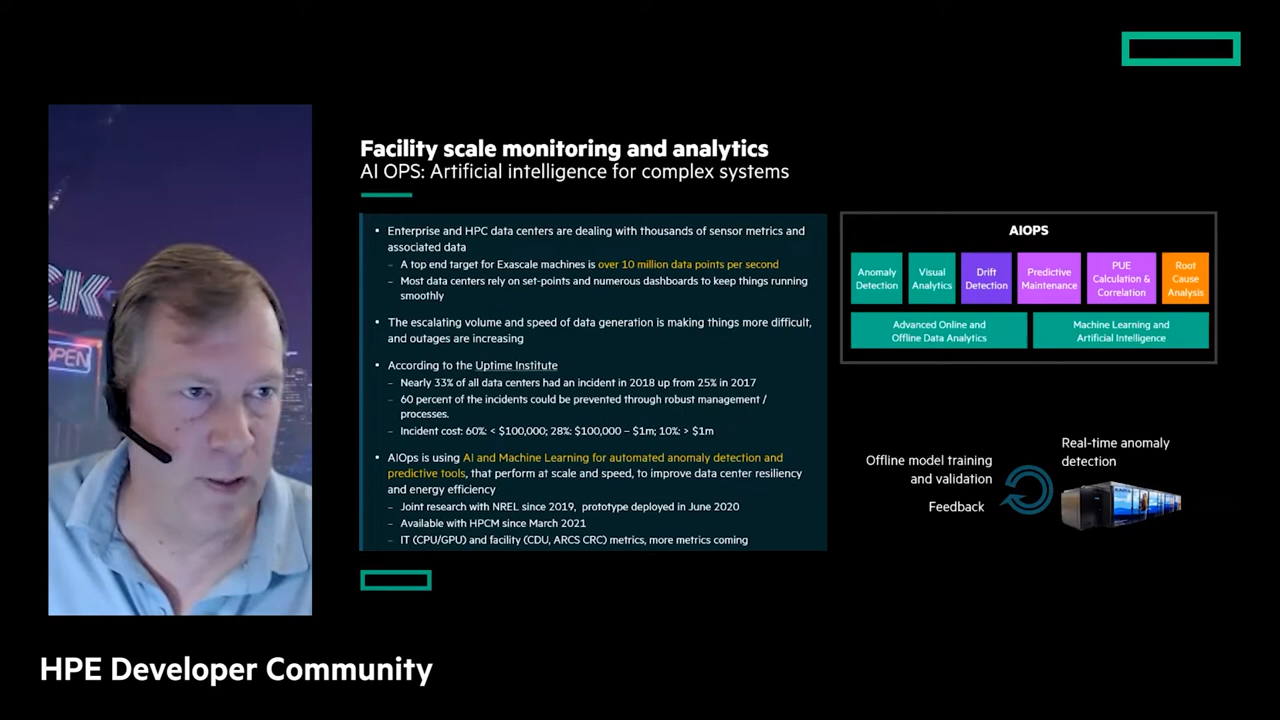 CK
OPEN
Facility scale monitoring and analytics
AI OPS: Artificial intelligence for complex systems
• Enterprise and HPC data centers are dealing with thousands of sensor metrics and
associated data
– A top end target for Exascale machines is over 10 million data points per second
– Most data centers rely on set-points and numerous dashboards to keep things running
smoothly
• The escalating volume and speed of data generation is making things more difficult,
and outages are increasing
• According to the Uptime Institute
– Nearly 33% of all data centers had an incident in 2018 up from 25% in 2017
– 60 percent of the incidents could be prevented through robust management /
processes.
– Incident cost: 60%: < $100,000; 28%: $100,000 – $1m; 10%: > $1m
• AIOps is using AI and Machine Learning for automated anomaly detection and
predictive tools, that perform at scale and speed, to improve data center resiliency
and energy efficiency
– Joint research with NREL since 2019, prototype deployed in June 2020
– Available with HPCM since March 2021
– IT (CPU/GPU) and facility (CDU, ARCS CRC) metrics, more metrics coming
AIOPS
Anomaly
Detection
Visual
Analytics
Drift
Detection
Predictive
Maintenance
PUE
Calculation &
Correlation
Root
Cause
Analysis
Advanced Online and
Offline Data Analytics
Machine Learning and
Artificial Intelligence
Offline model training
and validation
Feedback
Real-time anomaly
detection
HPE Developer Community